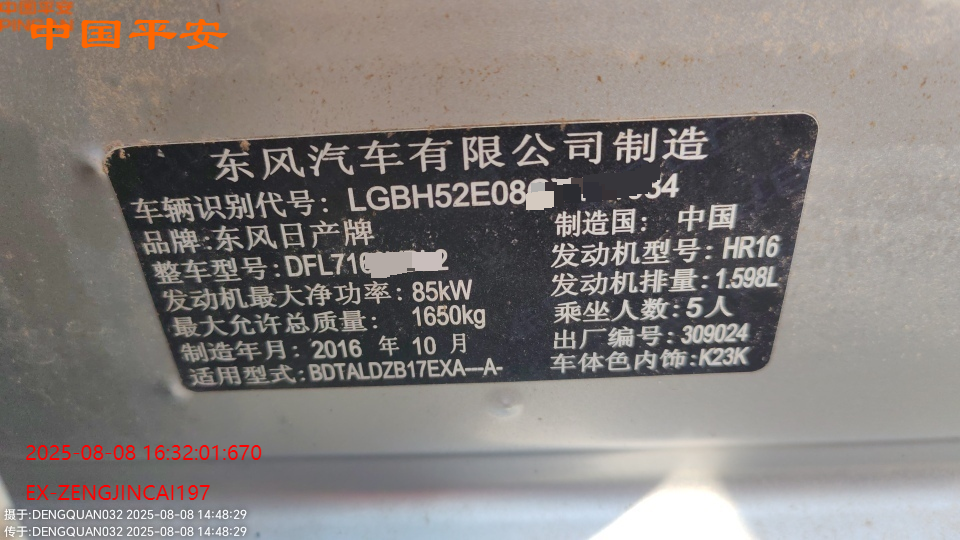 中国平安
东风汽车有限公司制造
车辆识别代号: LGBH52E08
品牌:东风日产牌
制造国: 中国
整车型号:DFL71
发动机型号:HR16
发动机最大净功率: 85kW
发动机排量:1.598L
最大允许总质量: 1650kg
乘坐人数:5人
制造年月: 2016 年 10 月
出厂编号:309024
适用型式:BDTALDZB17EXA---A-
车体色内饰:K23K
2025-08-08 16:32:01:670
EX-ZENGJINCAI197
摄于:DENGQUAN032 2025-08-08 14:48:29
传于:DENGQUAN032 2025-08-08 14:48:29